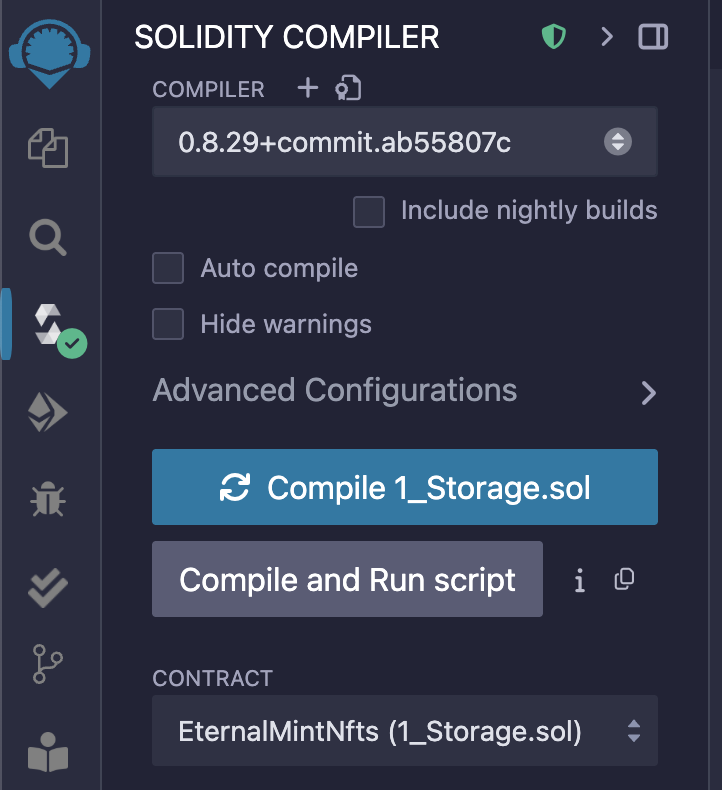 SOLIDITY COMPILER
COMPILER
0.8.29+commit.ab55807c
Include nightly builds
Auto compile
Hide warnings
Advanced Configurations
Compile 1_Storage.sol
Compile and Run script
CONTRACT
EternalMintNfts (1_Storage.sol)